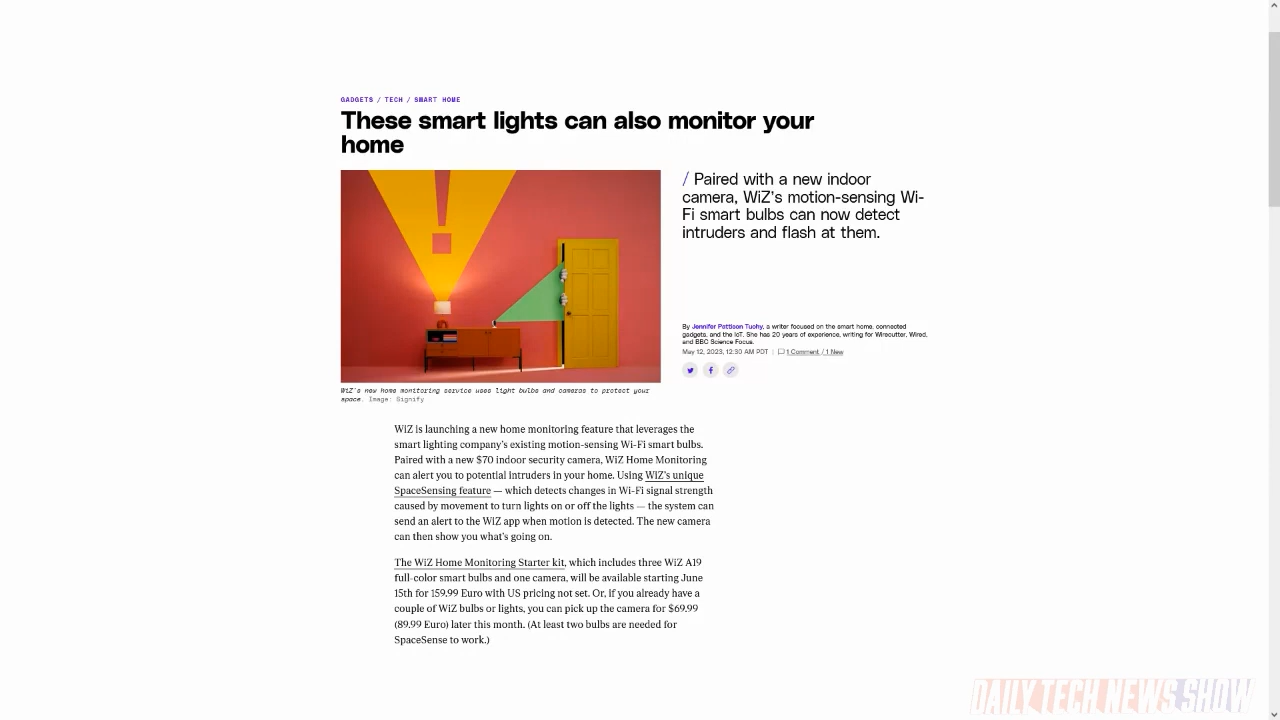 GADGETS / TECH / SMART HOME
These smart lights can also monitor your
home
/ Paired with a new indoor
camera, WiZ's motion-sensing Wi-
Fi smart bulbs can now detect
intruders and flash at them.
By Jennifer Pattison Tuohy, a writer focused on the smart home, connected
gadgets, and the IoT. She has 20 years of experience, writing for Wirecutter, Wired,
and BBC Science Focus.
May 12, 2023, 12:30 AM PDT | 1 Comment / 1 New
WiZ's new home monitoring service uses light bulbs and cameras to protect your
space. Image: Signify
WiZ is launching a new home monitoring feature that leverages the
smart lighting company's existing motion-sensing Wi-Fi smart bulbs.
Paired with a new $70 indoor security camera, WiZ Home Monitoring
can alert you to potential intruders in your home. Using WiZ's unique
SpaceSensing feature — which detects changes in Wi-Fi signal strength
caused by movement to turn lights on or off the lights — the system can
send an alert to the WiZ app when motion is detected. The new camera
can then show you what's going on.
The WiZ Home Monitoring Starter kit, which includes three WiZ A19
full-color smart bulbs and one camera, will be available starting June
15th for 159.99 Euro with US pricing not set. Or, if you already have a
couple of WiZ bulbs or lights, you can pick up the camera for $69.99
(89.99 Euro) later this month. (At least two bulbs are needed for
SpaceSense to work.)
DAILY TECH NEWS SHOW